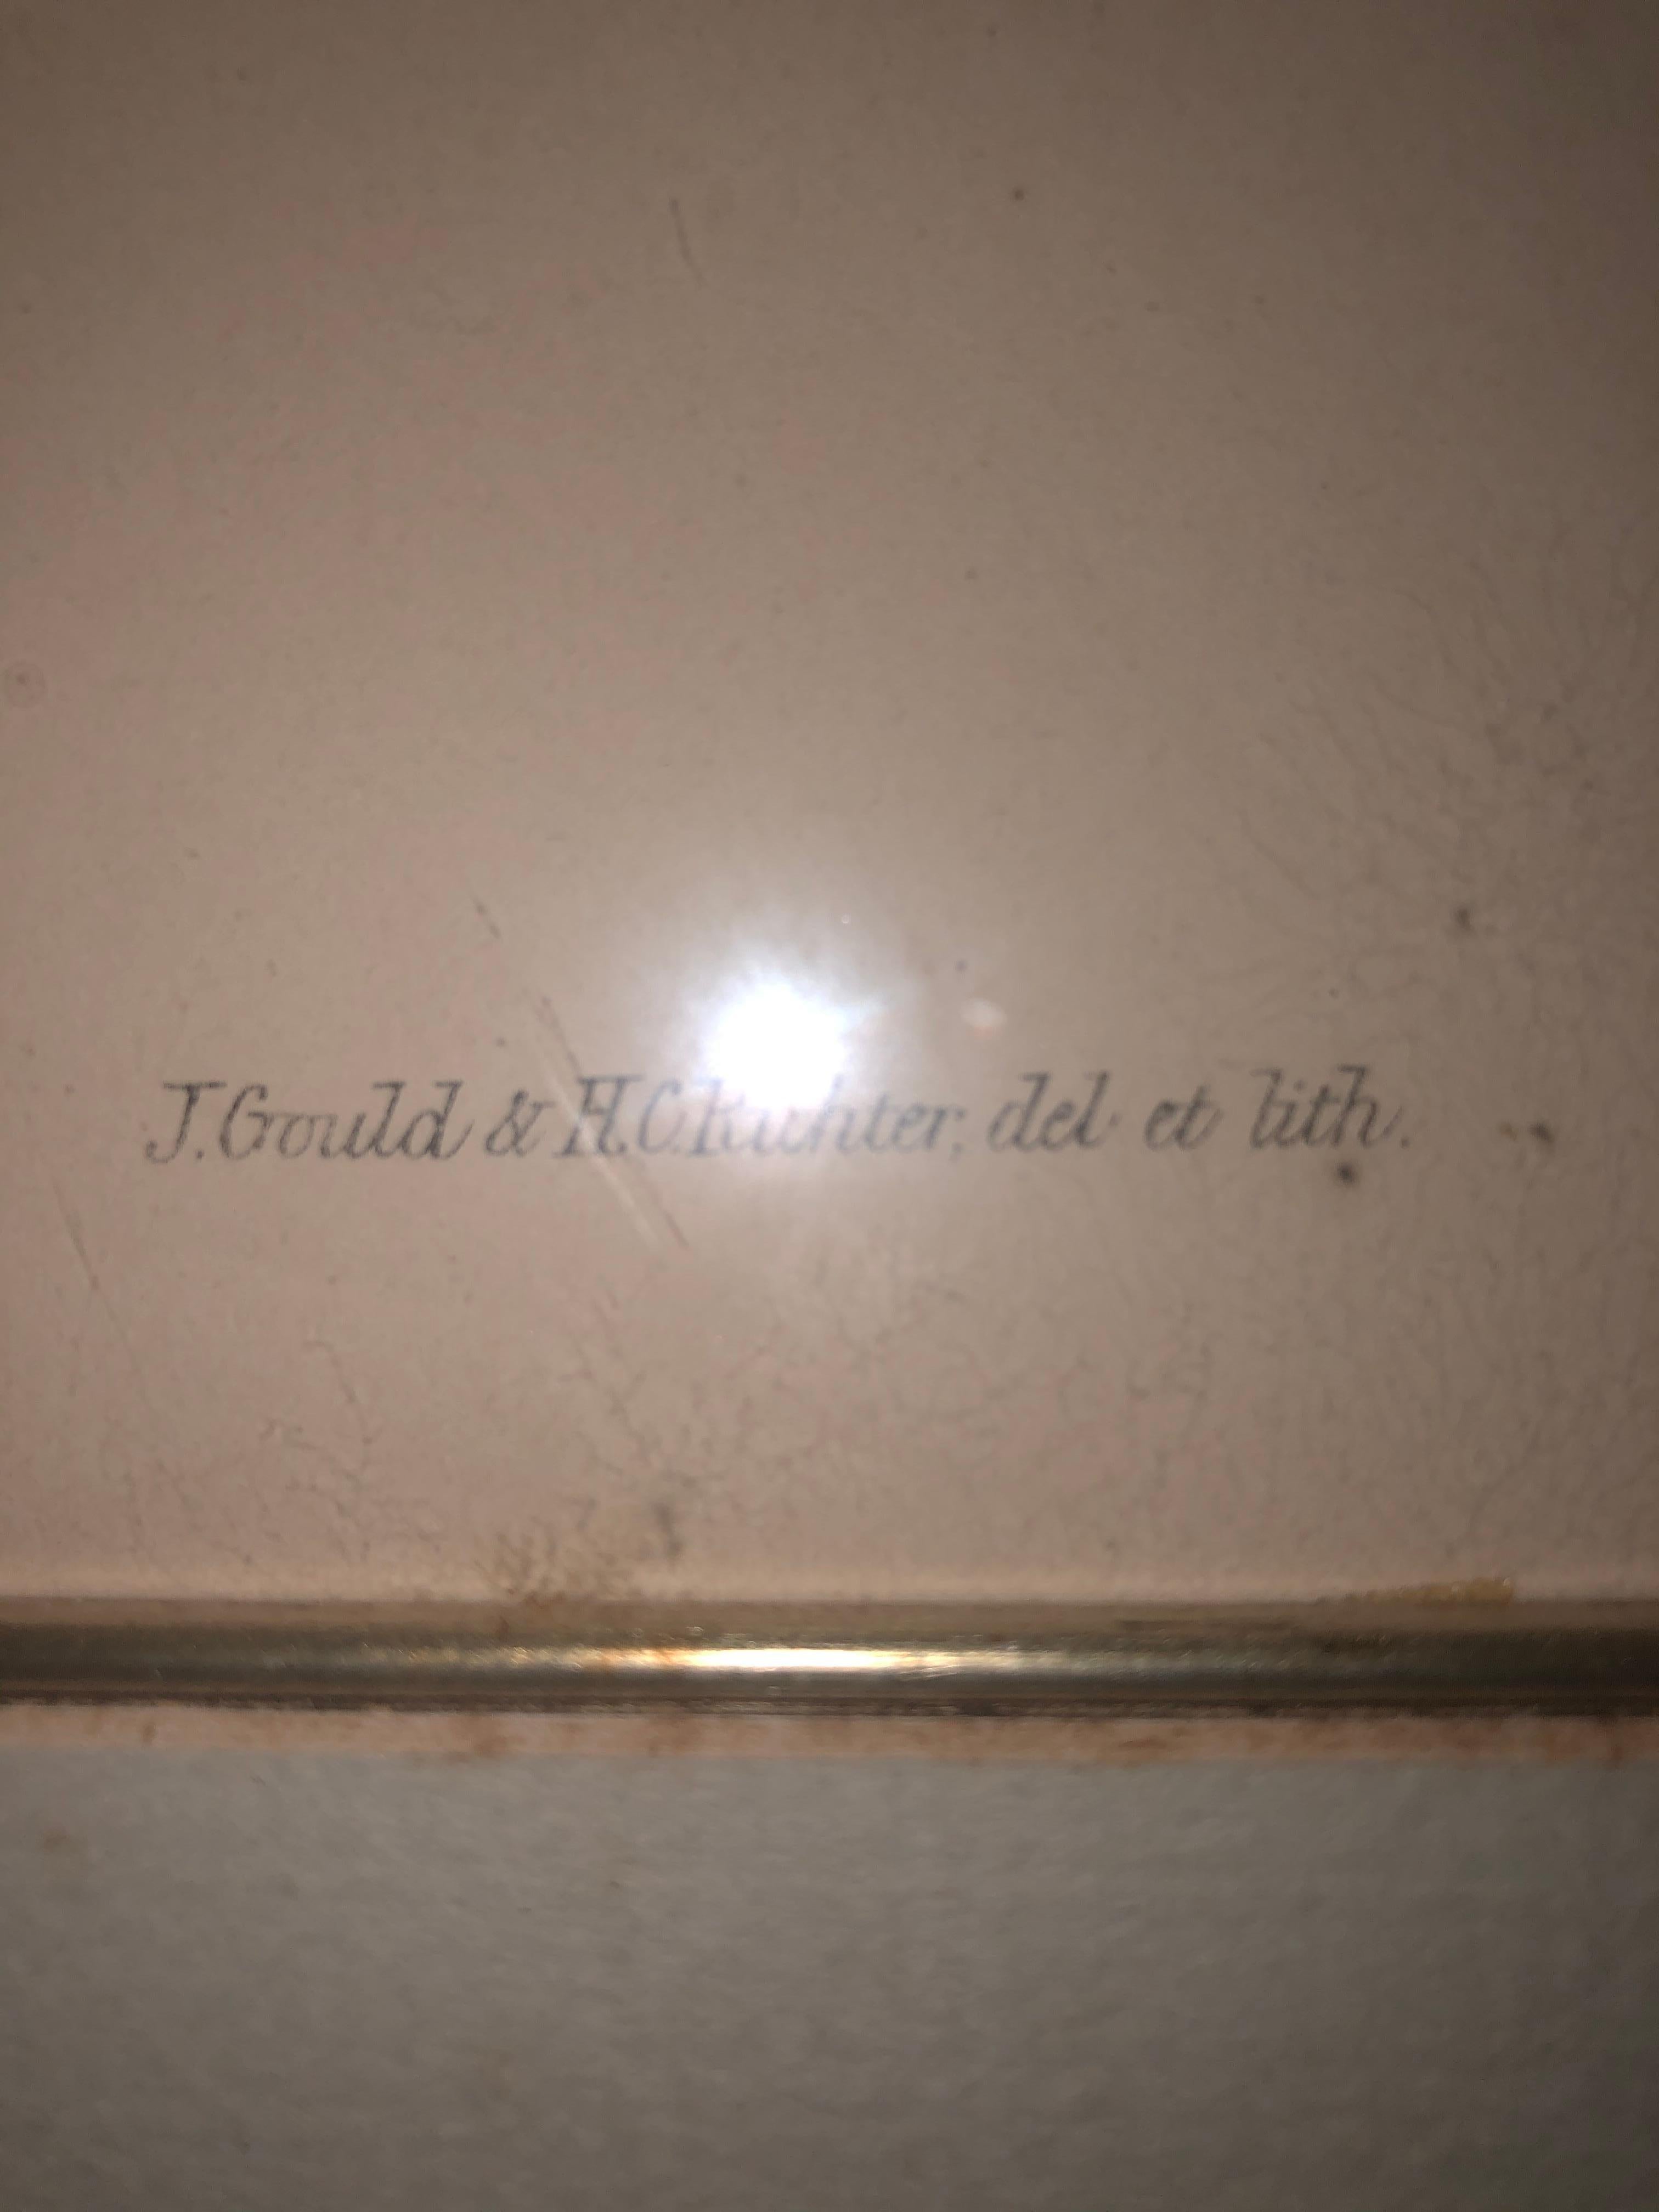 J. Gould & H.C. Richter, del et lith.